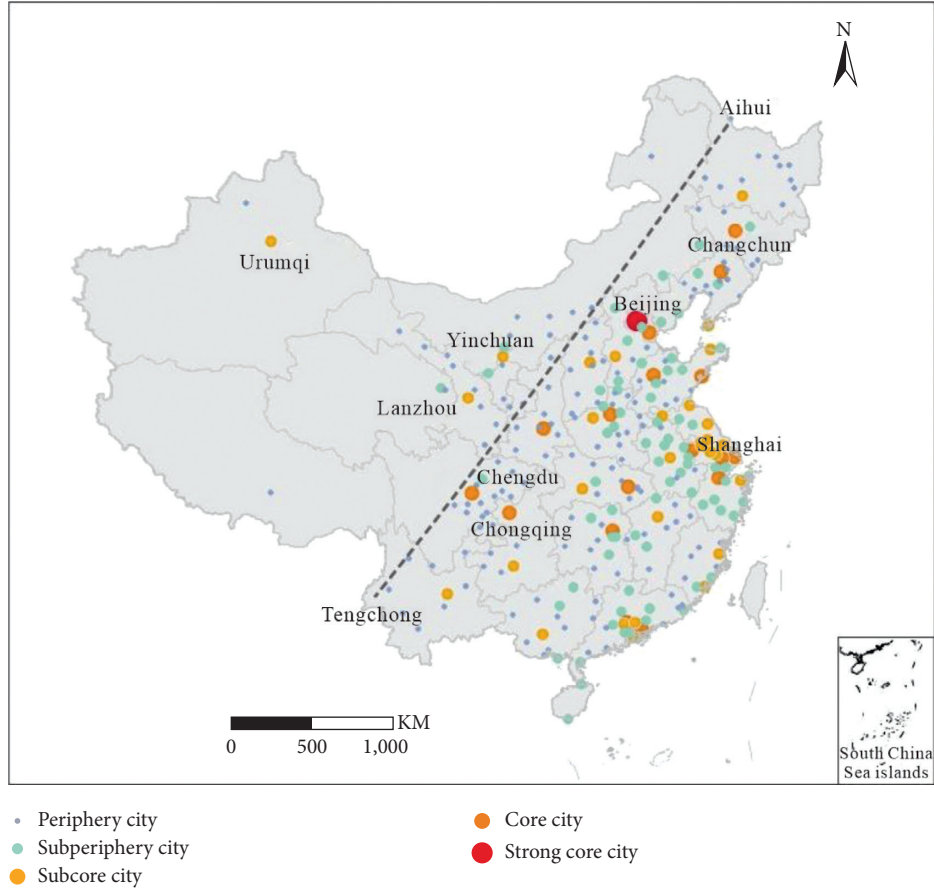 N
Aihui
Changchun
Urumqi
Beijing
Yinchuan
Lanzhou
Shanghai
Chengdu
Chongqing
Tengchong
KM
0 500 1,000
South China
Sea islands
Periphery city
Subperiphery city
Subcore city
Core city
Strong core city